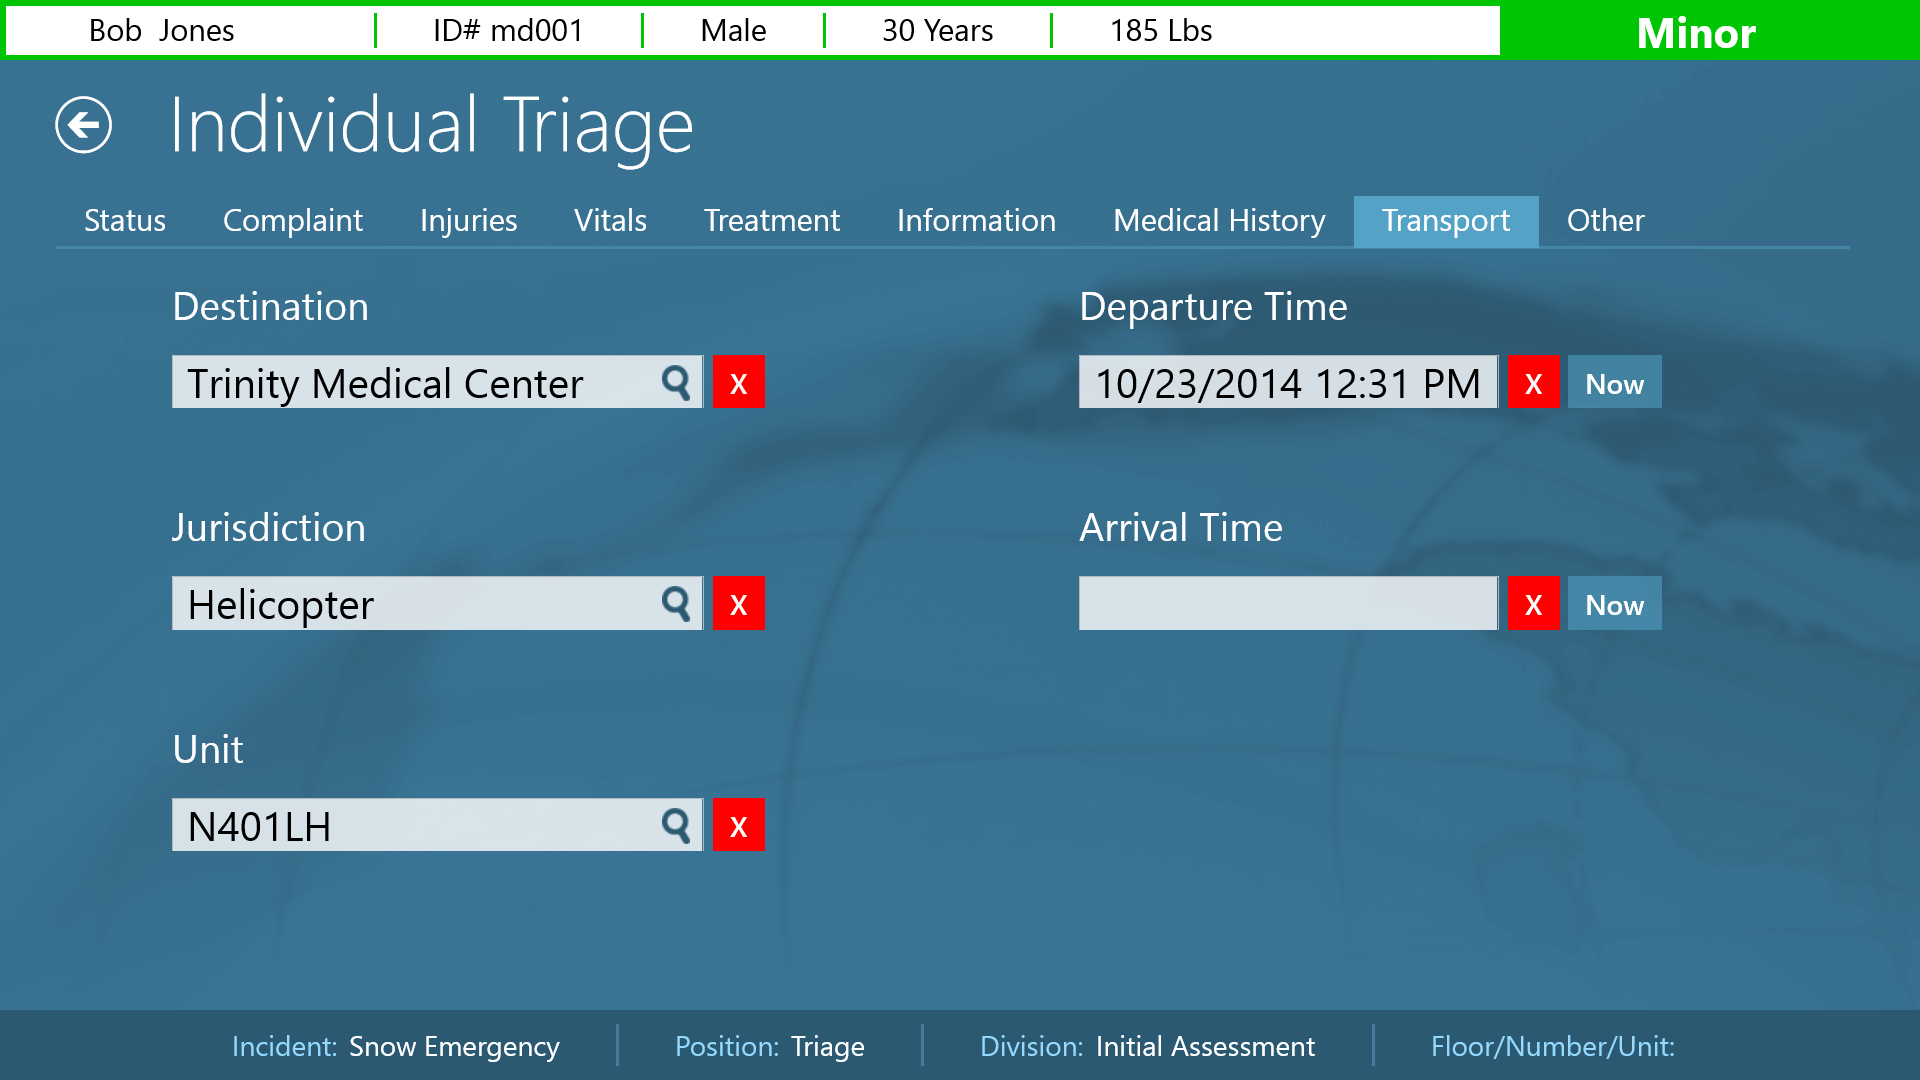 Bob Jones ID# md001 Male 30 Years 185 Lbs Minor
Individual Triage
Status Complaint Injuries Vitals Treatment Information Medical History Transport Other
Destination Departure Time
Trinity Medical Center X 10/23/2014 12:31 PM X Now
Jurisdiction Arrival Time
Helicopter X X Now
Unit
N401LH X
Incident: Snow Emergency Position: Triage Division: Initial Assessment Floor/Number/Unit: